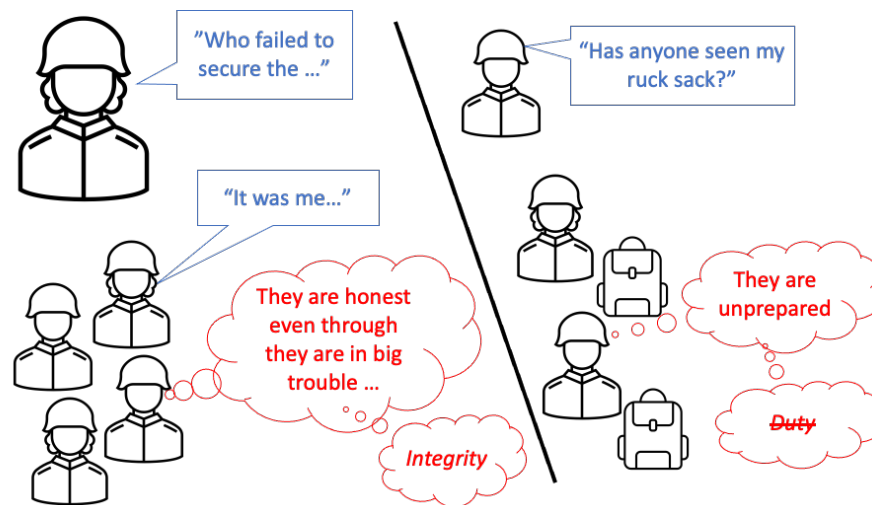 ”Who failed to
secure the …”
“It was me…”
They are honest
even through
they are in big
trouble …
Integrity
“Has anyone seen my
ruck sack?”
They are
unprepared
Duty